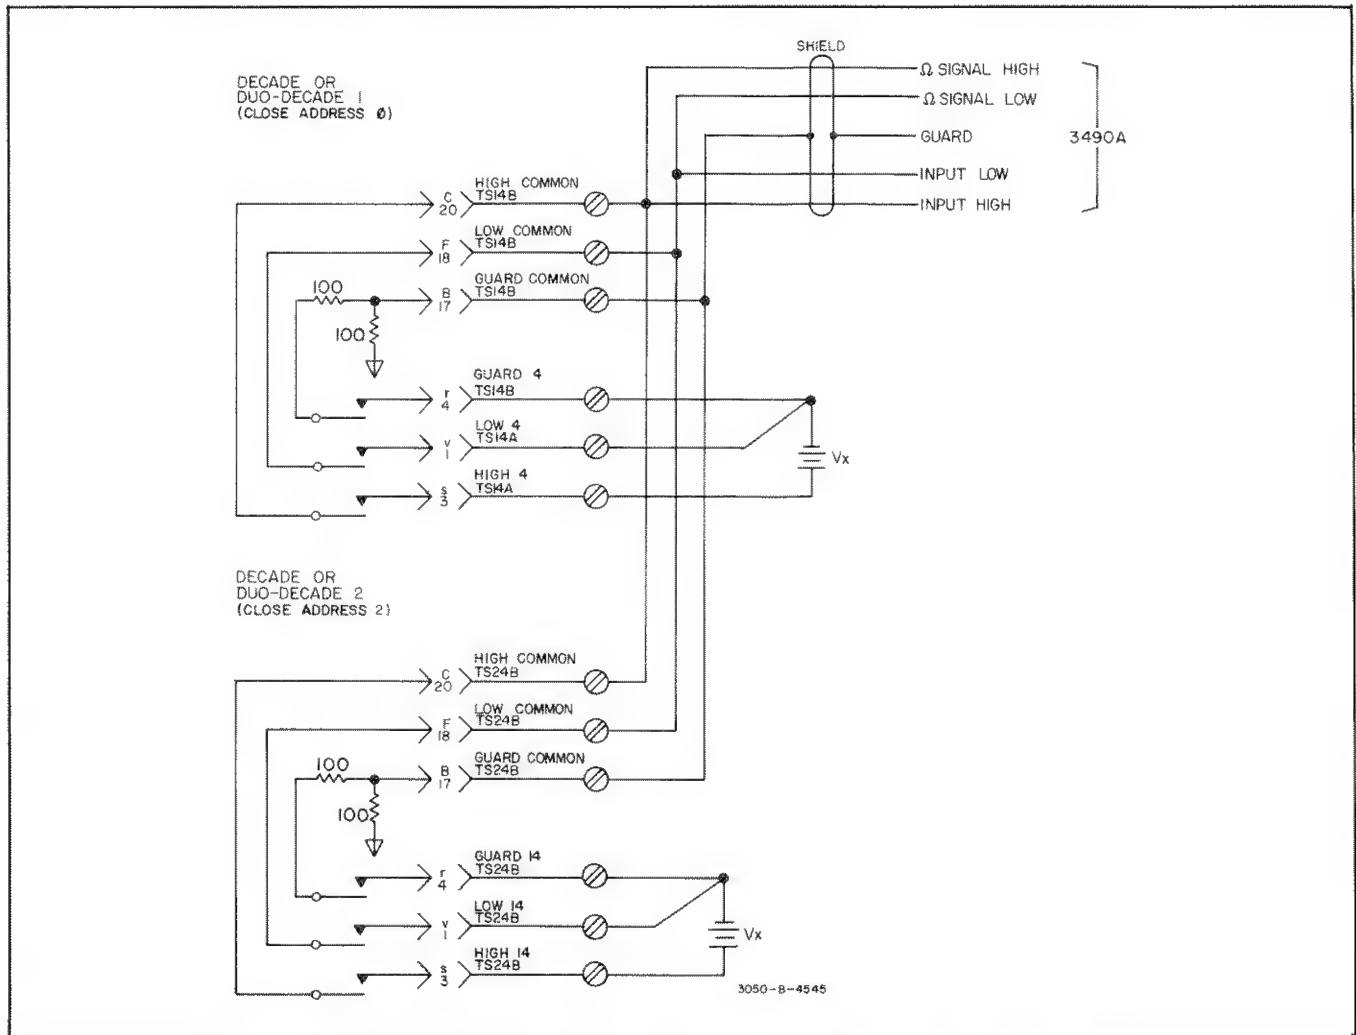 SHIELD
Ω SIGNAL HIGH
Ω SIGNAL LOW
GUARD
3490A
INPUT LOW
INPUT HIGH
DECADE OR
DUO-DECADE 1
(CLOSE ADDRESS Ø)
C
20
HIGH COMMON
TS14B
F
18
LOW COMMON
TS14B
100
B
17
GUARD COMMON
TS14B
100
r
4
GUARD 4
TS14B
v
1
LOW 4
TS14A
Vx
s
3
HIGH 4
TS14A
DECADE OR
DUO-DECADE 2
(CLOSE ADDRESS 2)
C
20
HIGH COMMON
TS24B
F
18
LOW COMMON
TS24B
100
B
17
GUARD COMMON
TS24B
100
r
4
GUARD 14
TS24B
v
1
LOW 14
TS24B
Vx
s
3
HIGH 14
TS24B
3050-B-4545